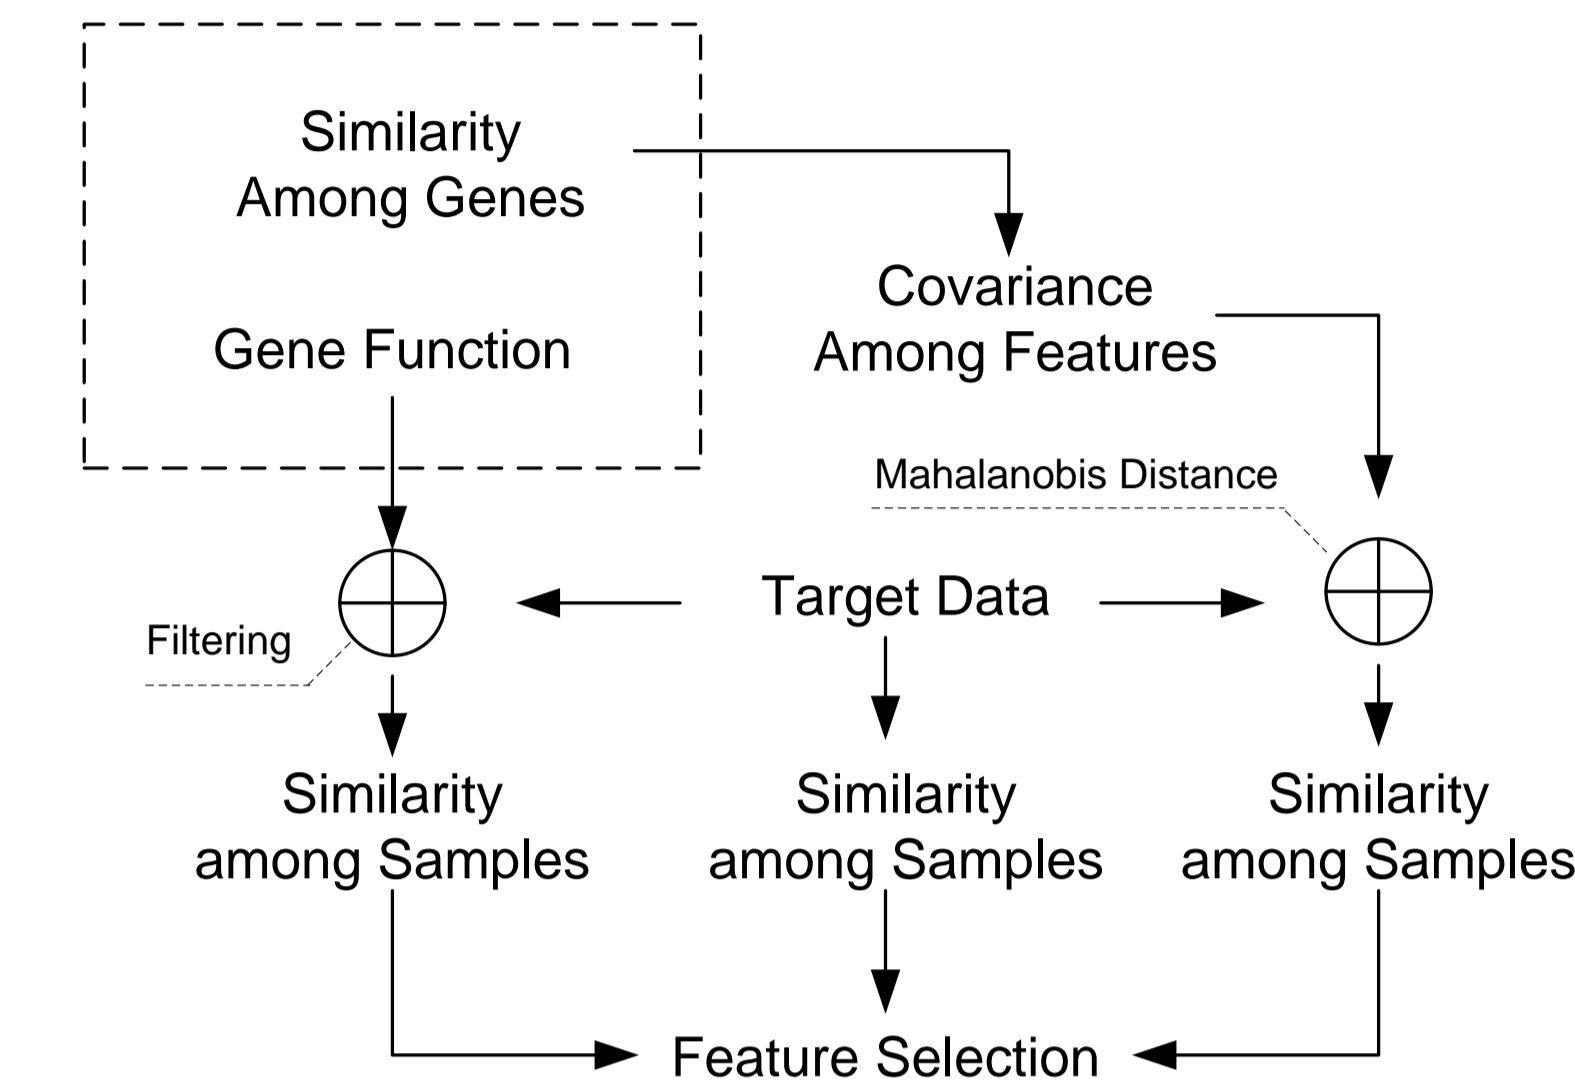 Similarity
Among Genes
Gene Function
Covariance
Among Features
Mahalanobis Distance
Target Data
Filtering
Similarity
among Samples
Similarity
among Samples
Similarity
among Samples
Feature Selection